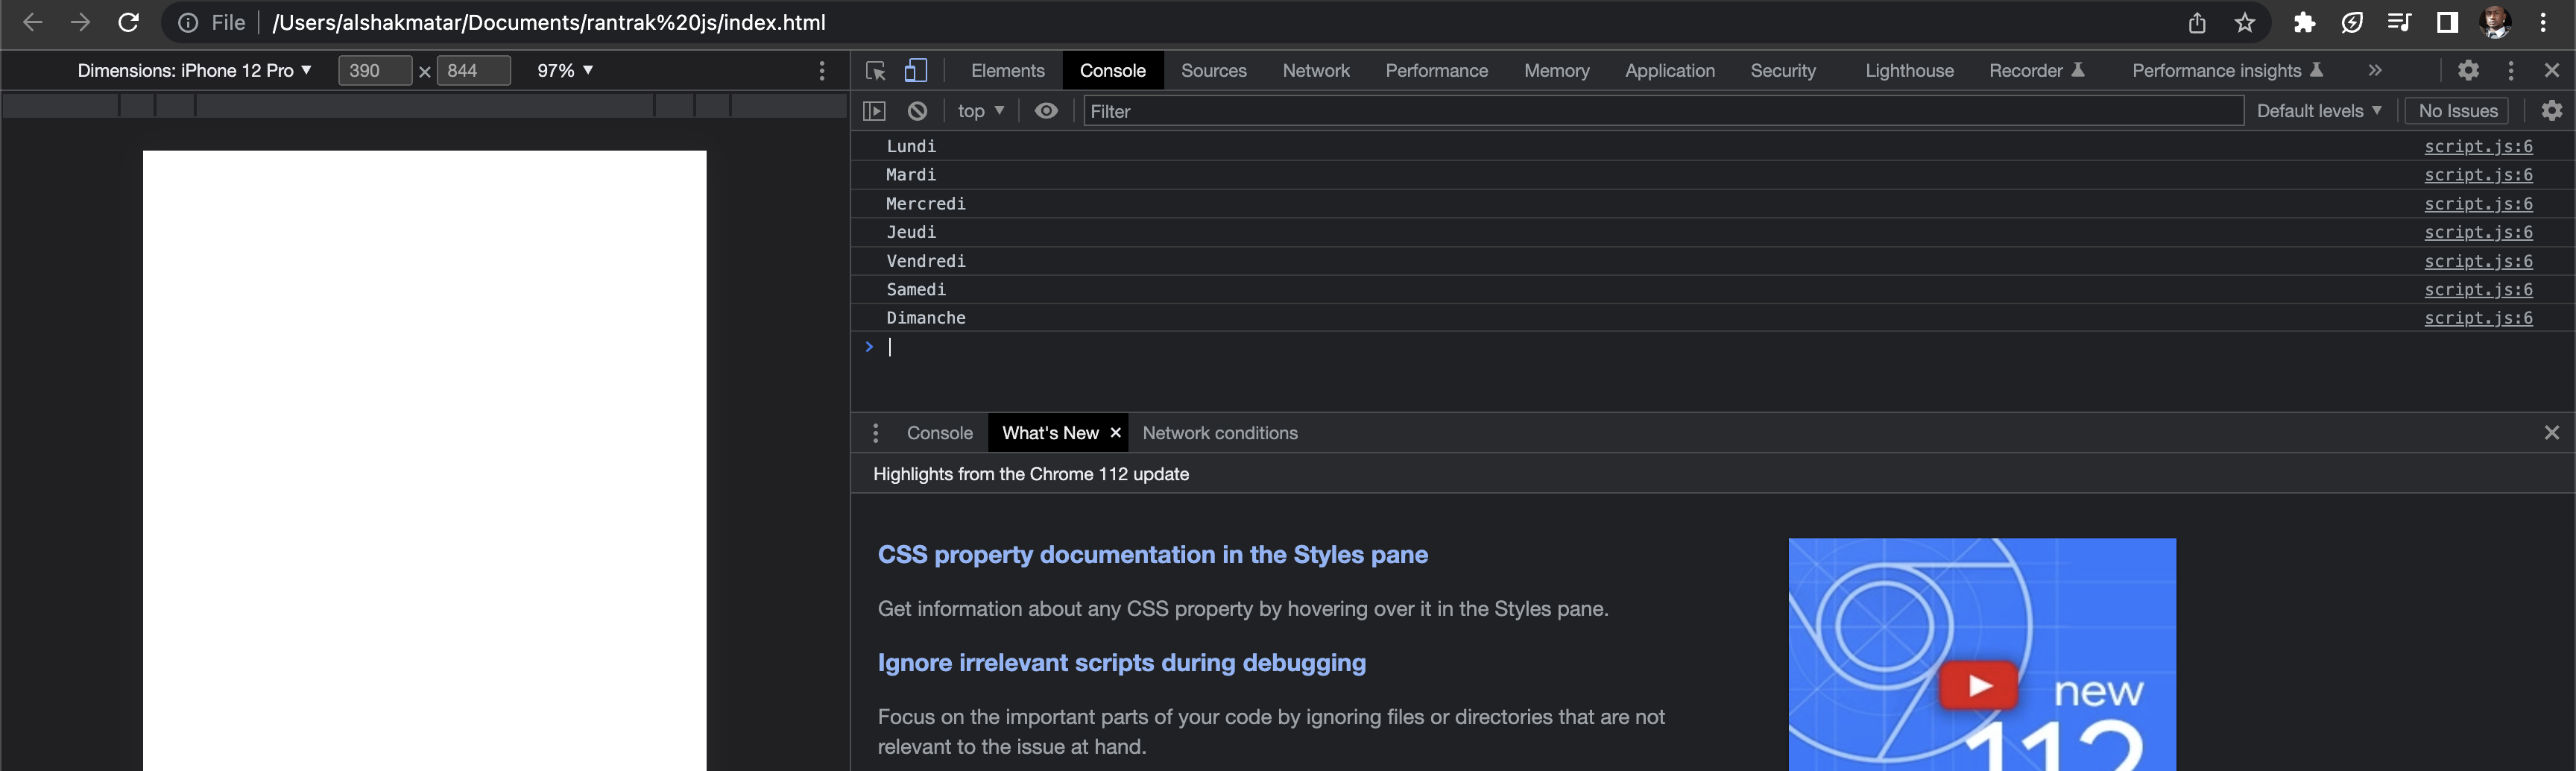 File /Users/alshakmatar/Documents/rantrak%20js/index.html
Dimensions: iPhone 12 Pro 390 × 844 97%
Elements Console Sources Network Performance Memory Application Security Lighthouse Recorder Performance insights
top Filter Default levels No Issues
Lundi script.js:6
Mardi script.js:6
Mercredi script.js:6
Jeudi script.js:6
Vendredi script.js:6
Samedi script.js:6
Dimanche script.js:6
Console What's New Network conditions
Highlights from the Chrome 112 update
CSS property documentation in the Styles pane
Get information about any CSS property by hovering over it in the Styles pane.
Ignore irrelevant scripts during debugging
Focus on the important parts of your code by ignoring files or directories that are not
relevant to the issue at hand.
new
112